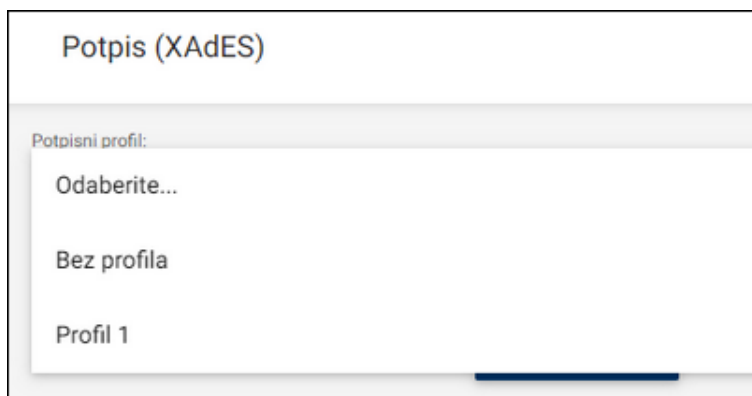 Potpis (XAdES)
Potpisni profil:
Odaberite...
Bez profila
Profil 1